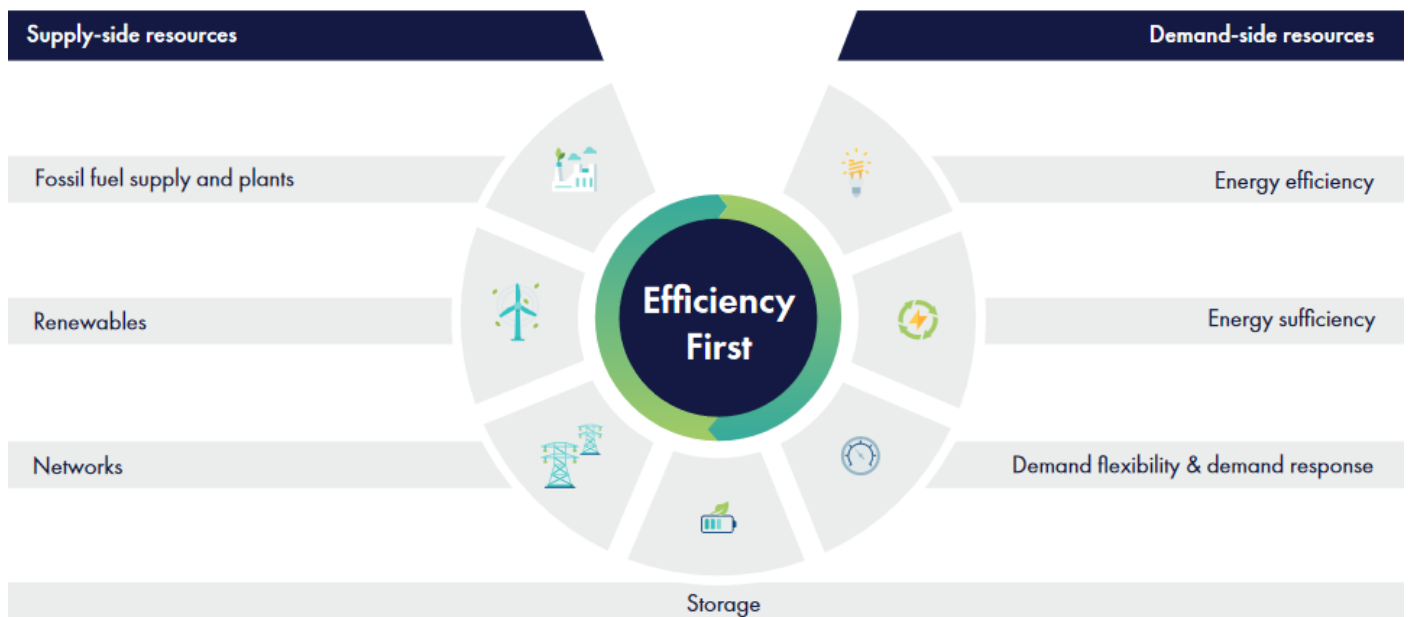 Supply-side resources
Demand-side resources
Fossil fuel supply and plants
Energy efficiency
Renewables
Efficiency
First
Energy sufficiency
Networks
Demand flexibility & demand response
Storage